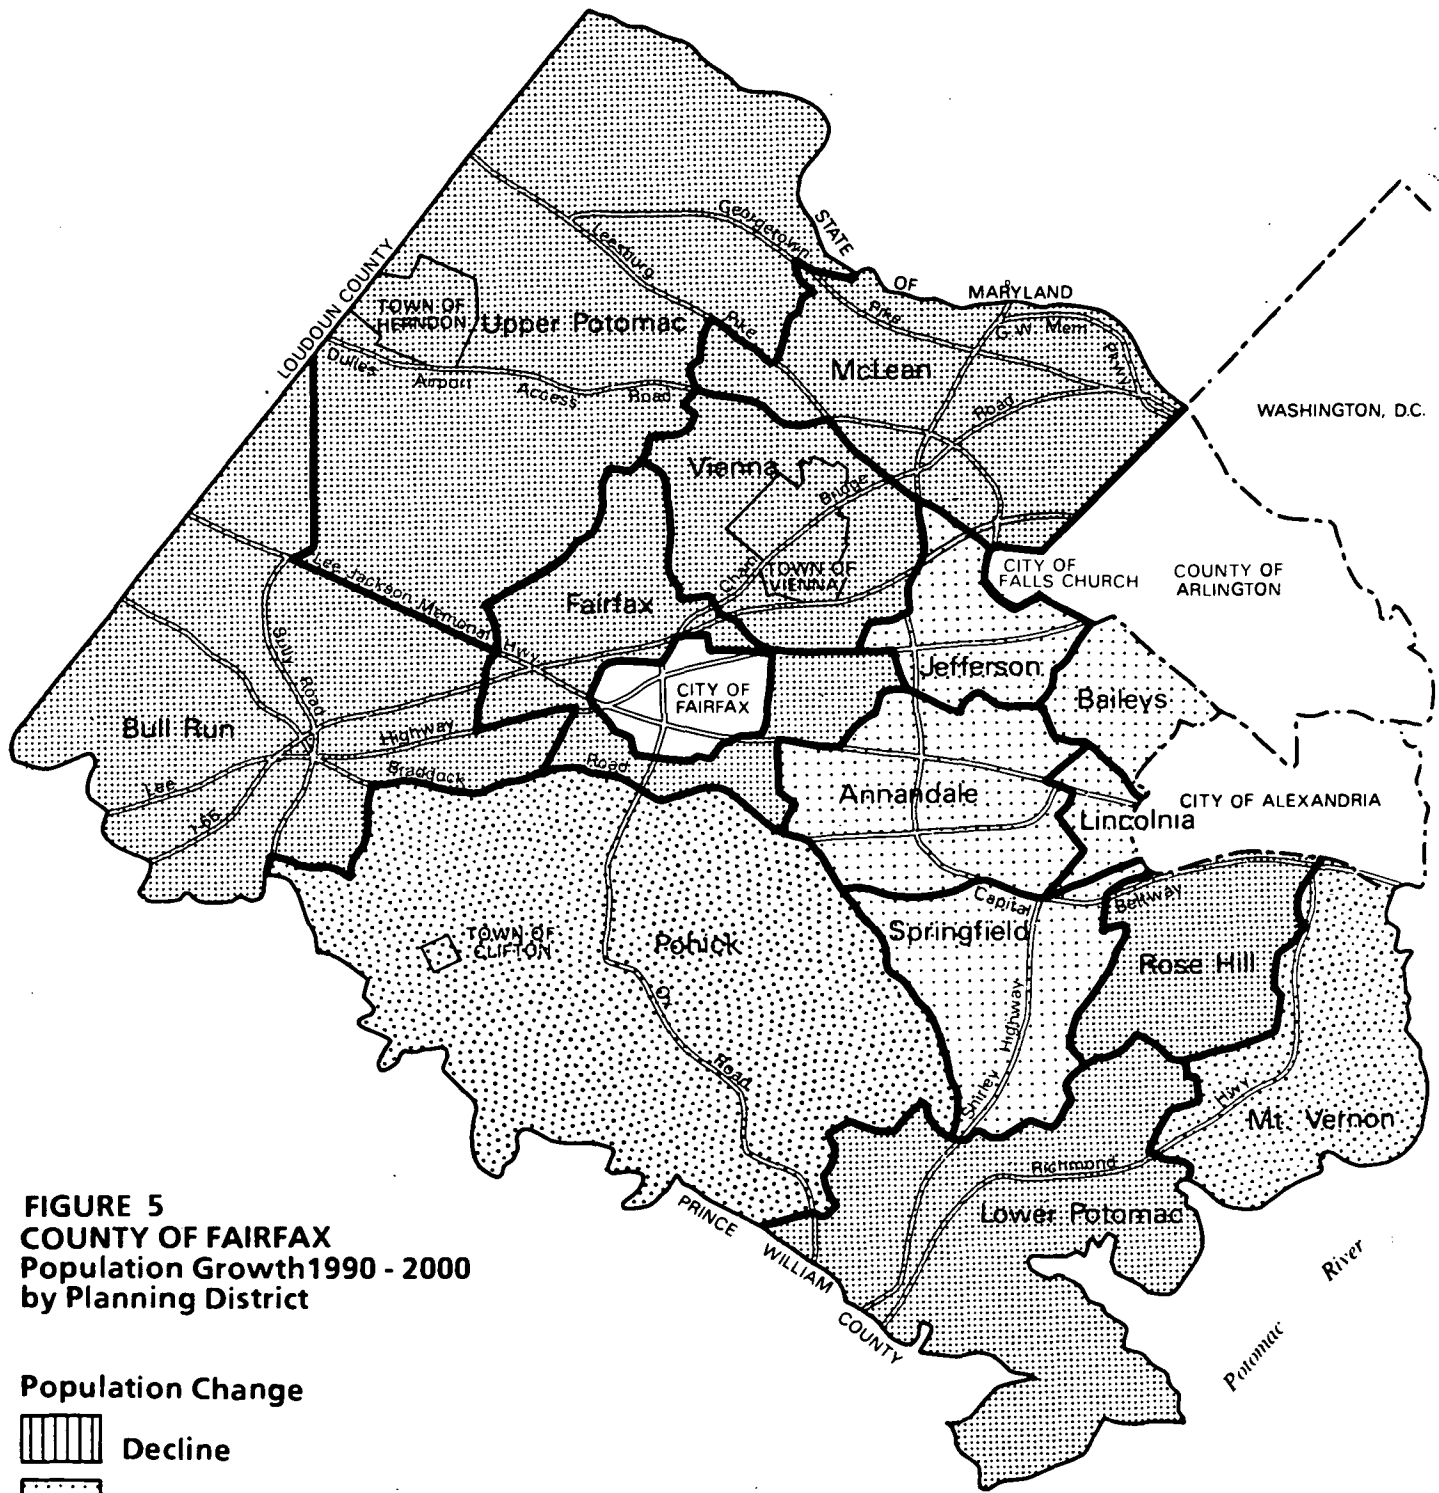 STATE
OF
MARYLAND
Georgetown
Pike
Leesburg
Pike
G.W. Mem
Pkwy
LOUDOUN COUNTY
TOWN OF
HERNDON
Upper Potomac
McLean
Dulles
Airport
Access
Road
Road
WASHINGTON, D.C.
Vienna
Bridge
Chain
TOWN OF
VIENNA
CITY OF
FALLS CHURCH
COUNTY OF
ARLINGTON
Lee Jackson Memorial Hwy
Fairfax
Sully Road
Jefferson
Baileys
CITY OF
FAIRFAX
Bull Run
Lee
Highway
Braddock
Road
I-66
Annandale
CITY OF ALEXANDRIA
Lincolnia
Capital
Beltway
TOWN OF
CLIFTON
Pohick
Springfield
Rose Hill
Ox
Road
Shirley
Highway
Hwy
Mt. Vernon
Richmond
Lower Potomac
PRINCE
WILLIAM
COUNTY
River
Potomac
FIGURE 5
COUNTY OF FAIRFAX
Population Growth1990 - 2000
by Planning District
Population Change
Decline